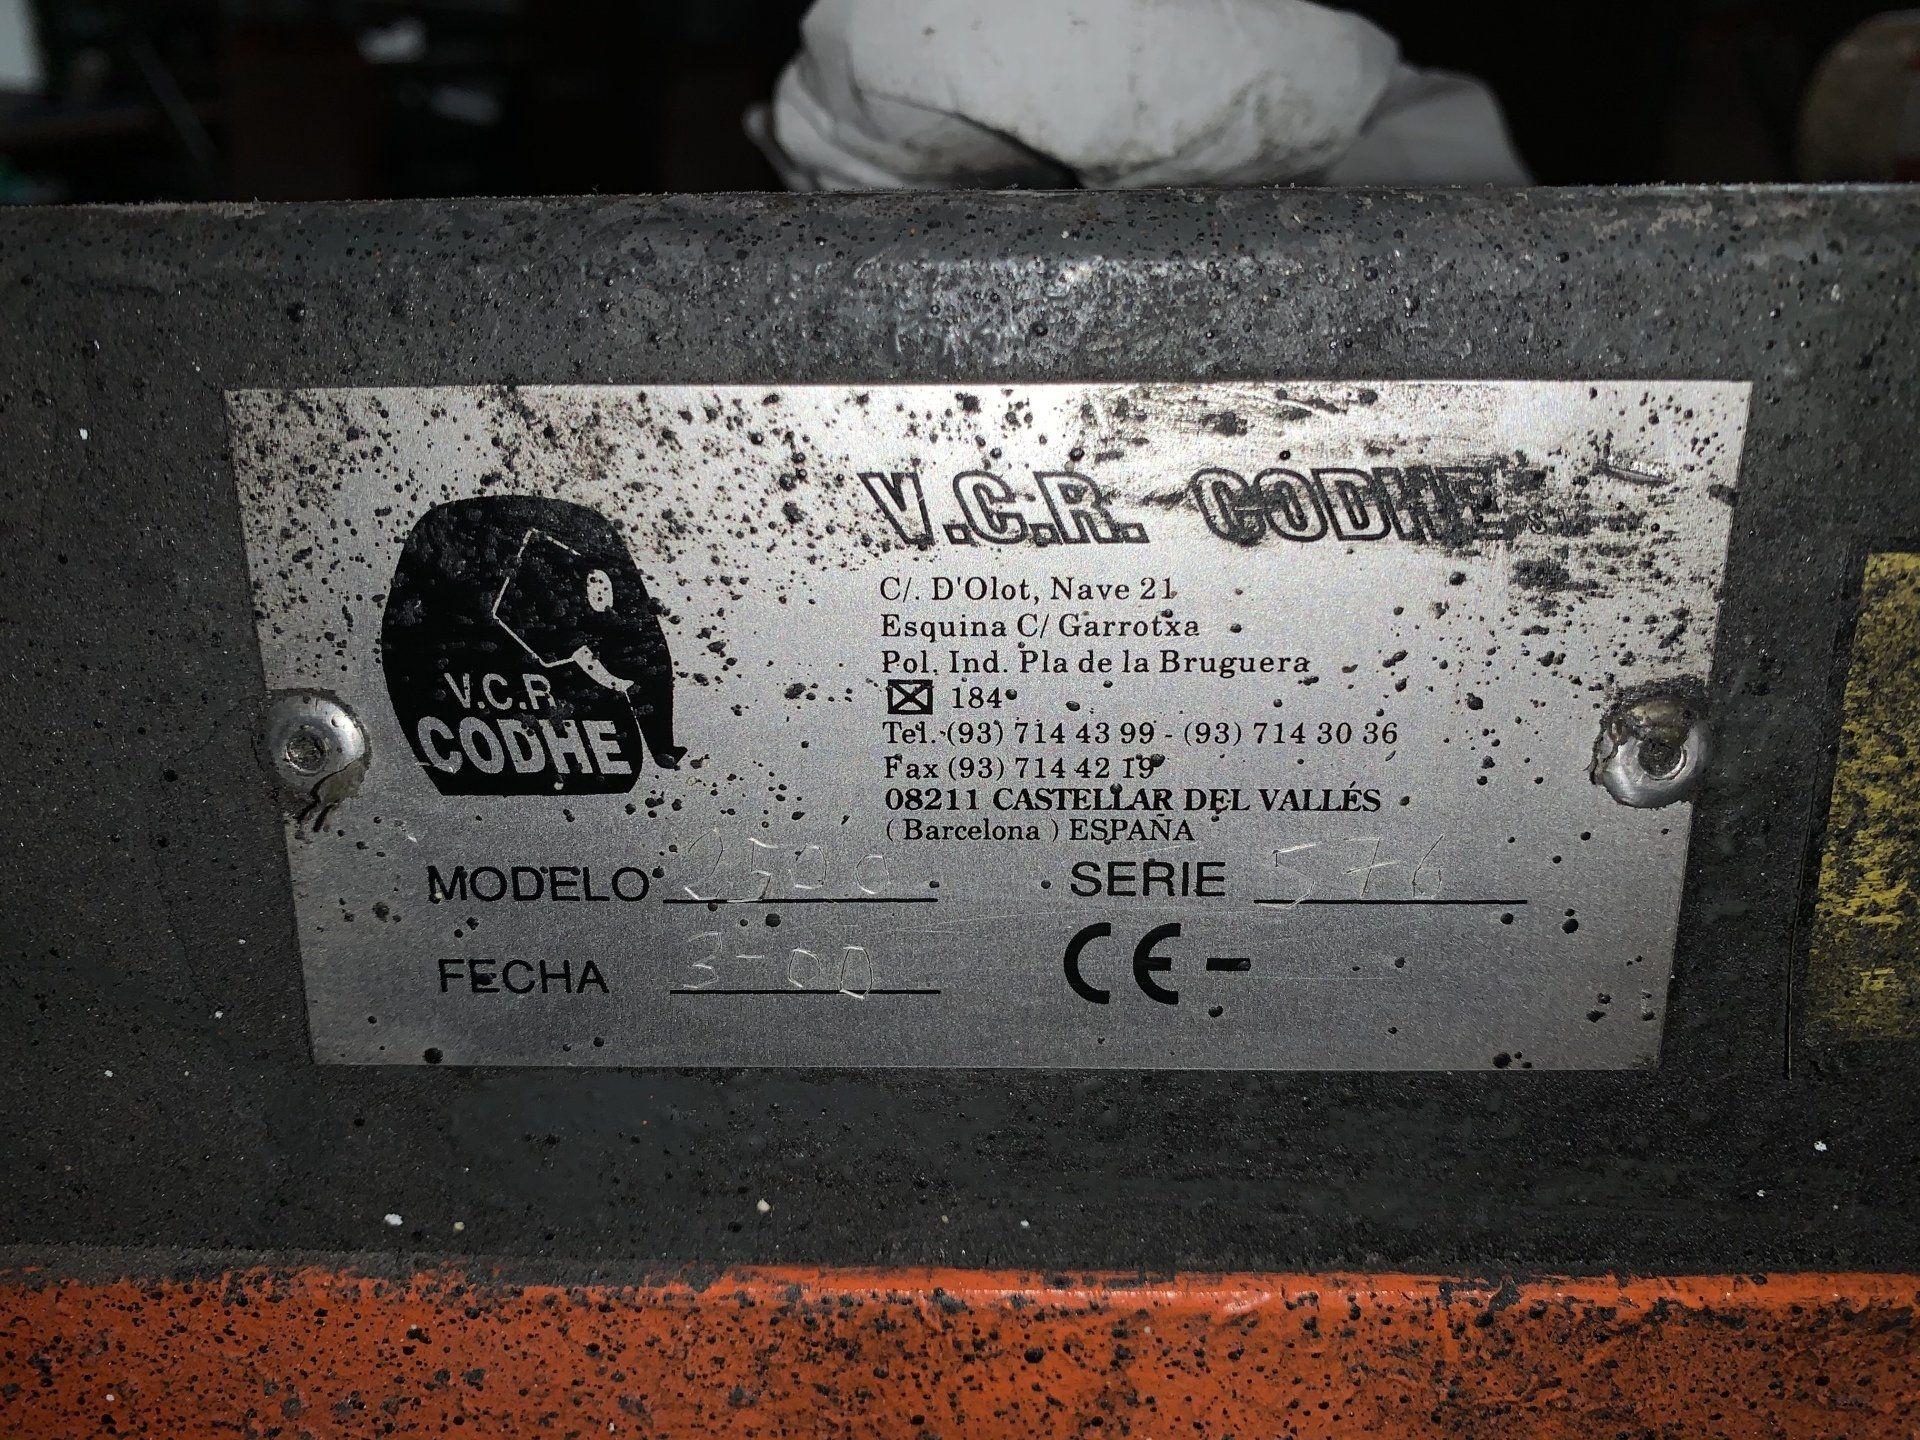 V.C.R. CODHE S.L.
C/. D'Olot, Nave 21
Esquina C/ Garrotxa
Pol. Ind. Pla de la Bruguera
184
Tel. (93) 714 43 99 - (93) 714 30 36
Fax (93) 714 42 19
08211 CASTELLAR DEL VALLÉS
( Barcelona ) ESPAÑA
V.C.R.
CODHE
MODELO 2500 SERIE 576
FECHA 3-00 CE -